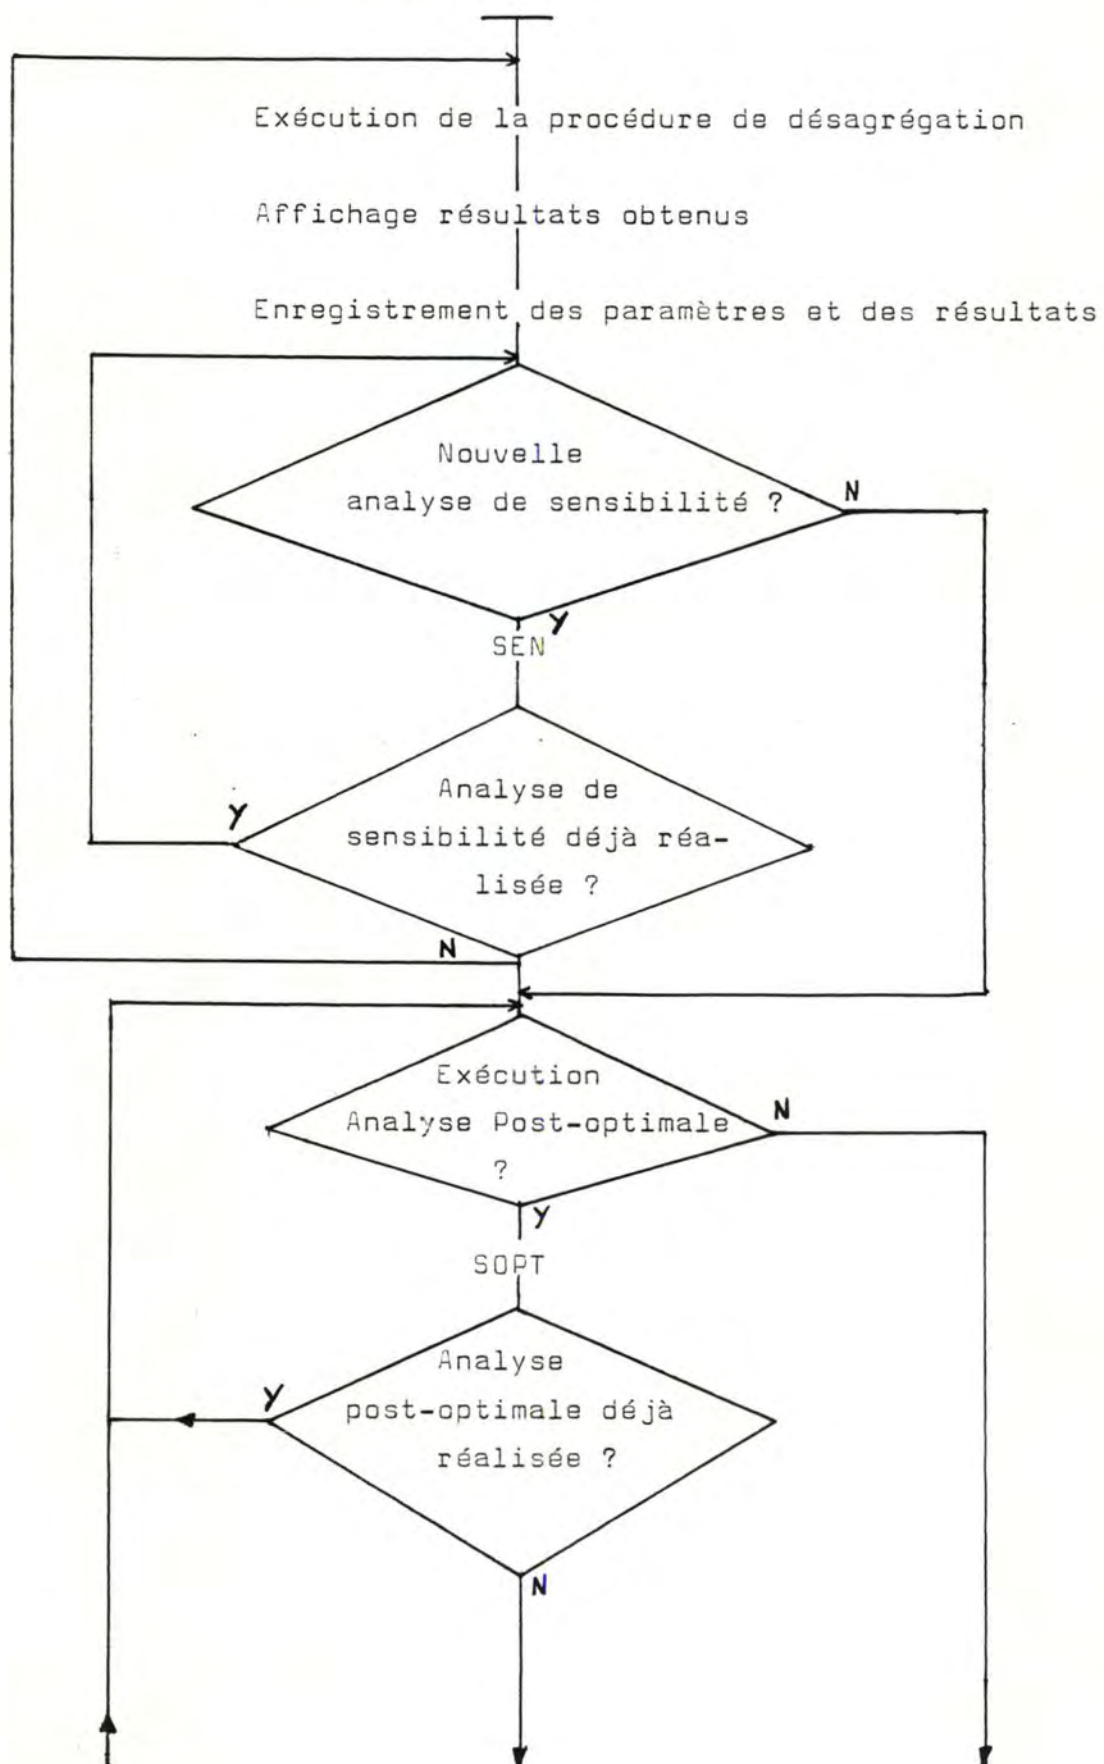 Exécution de la procédure de désagrégation
Affichage résultats obtenus
Enregistrement des paramètres et des résultats
Nouvelle
analyse de sensibilité ?
N
Y
SEN
Analyse de
sensibilité déjà réa-
lisée ?
Y
N
Exécution
Analyse Post-optimale
?
N
Y
SOPT
Analyse
post-optimale déjà
réalisée ?
Y
N